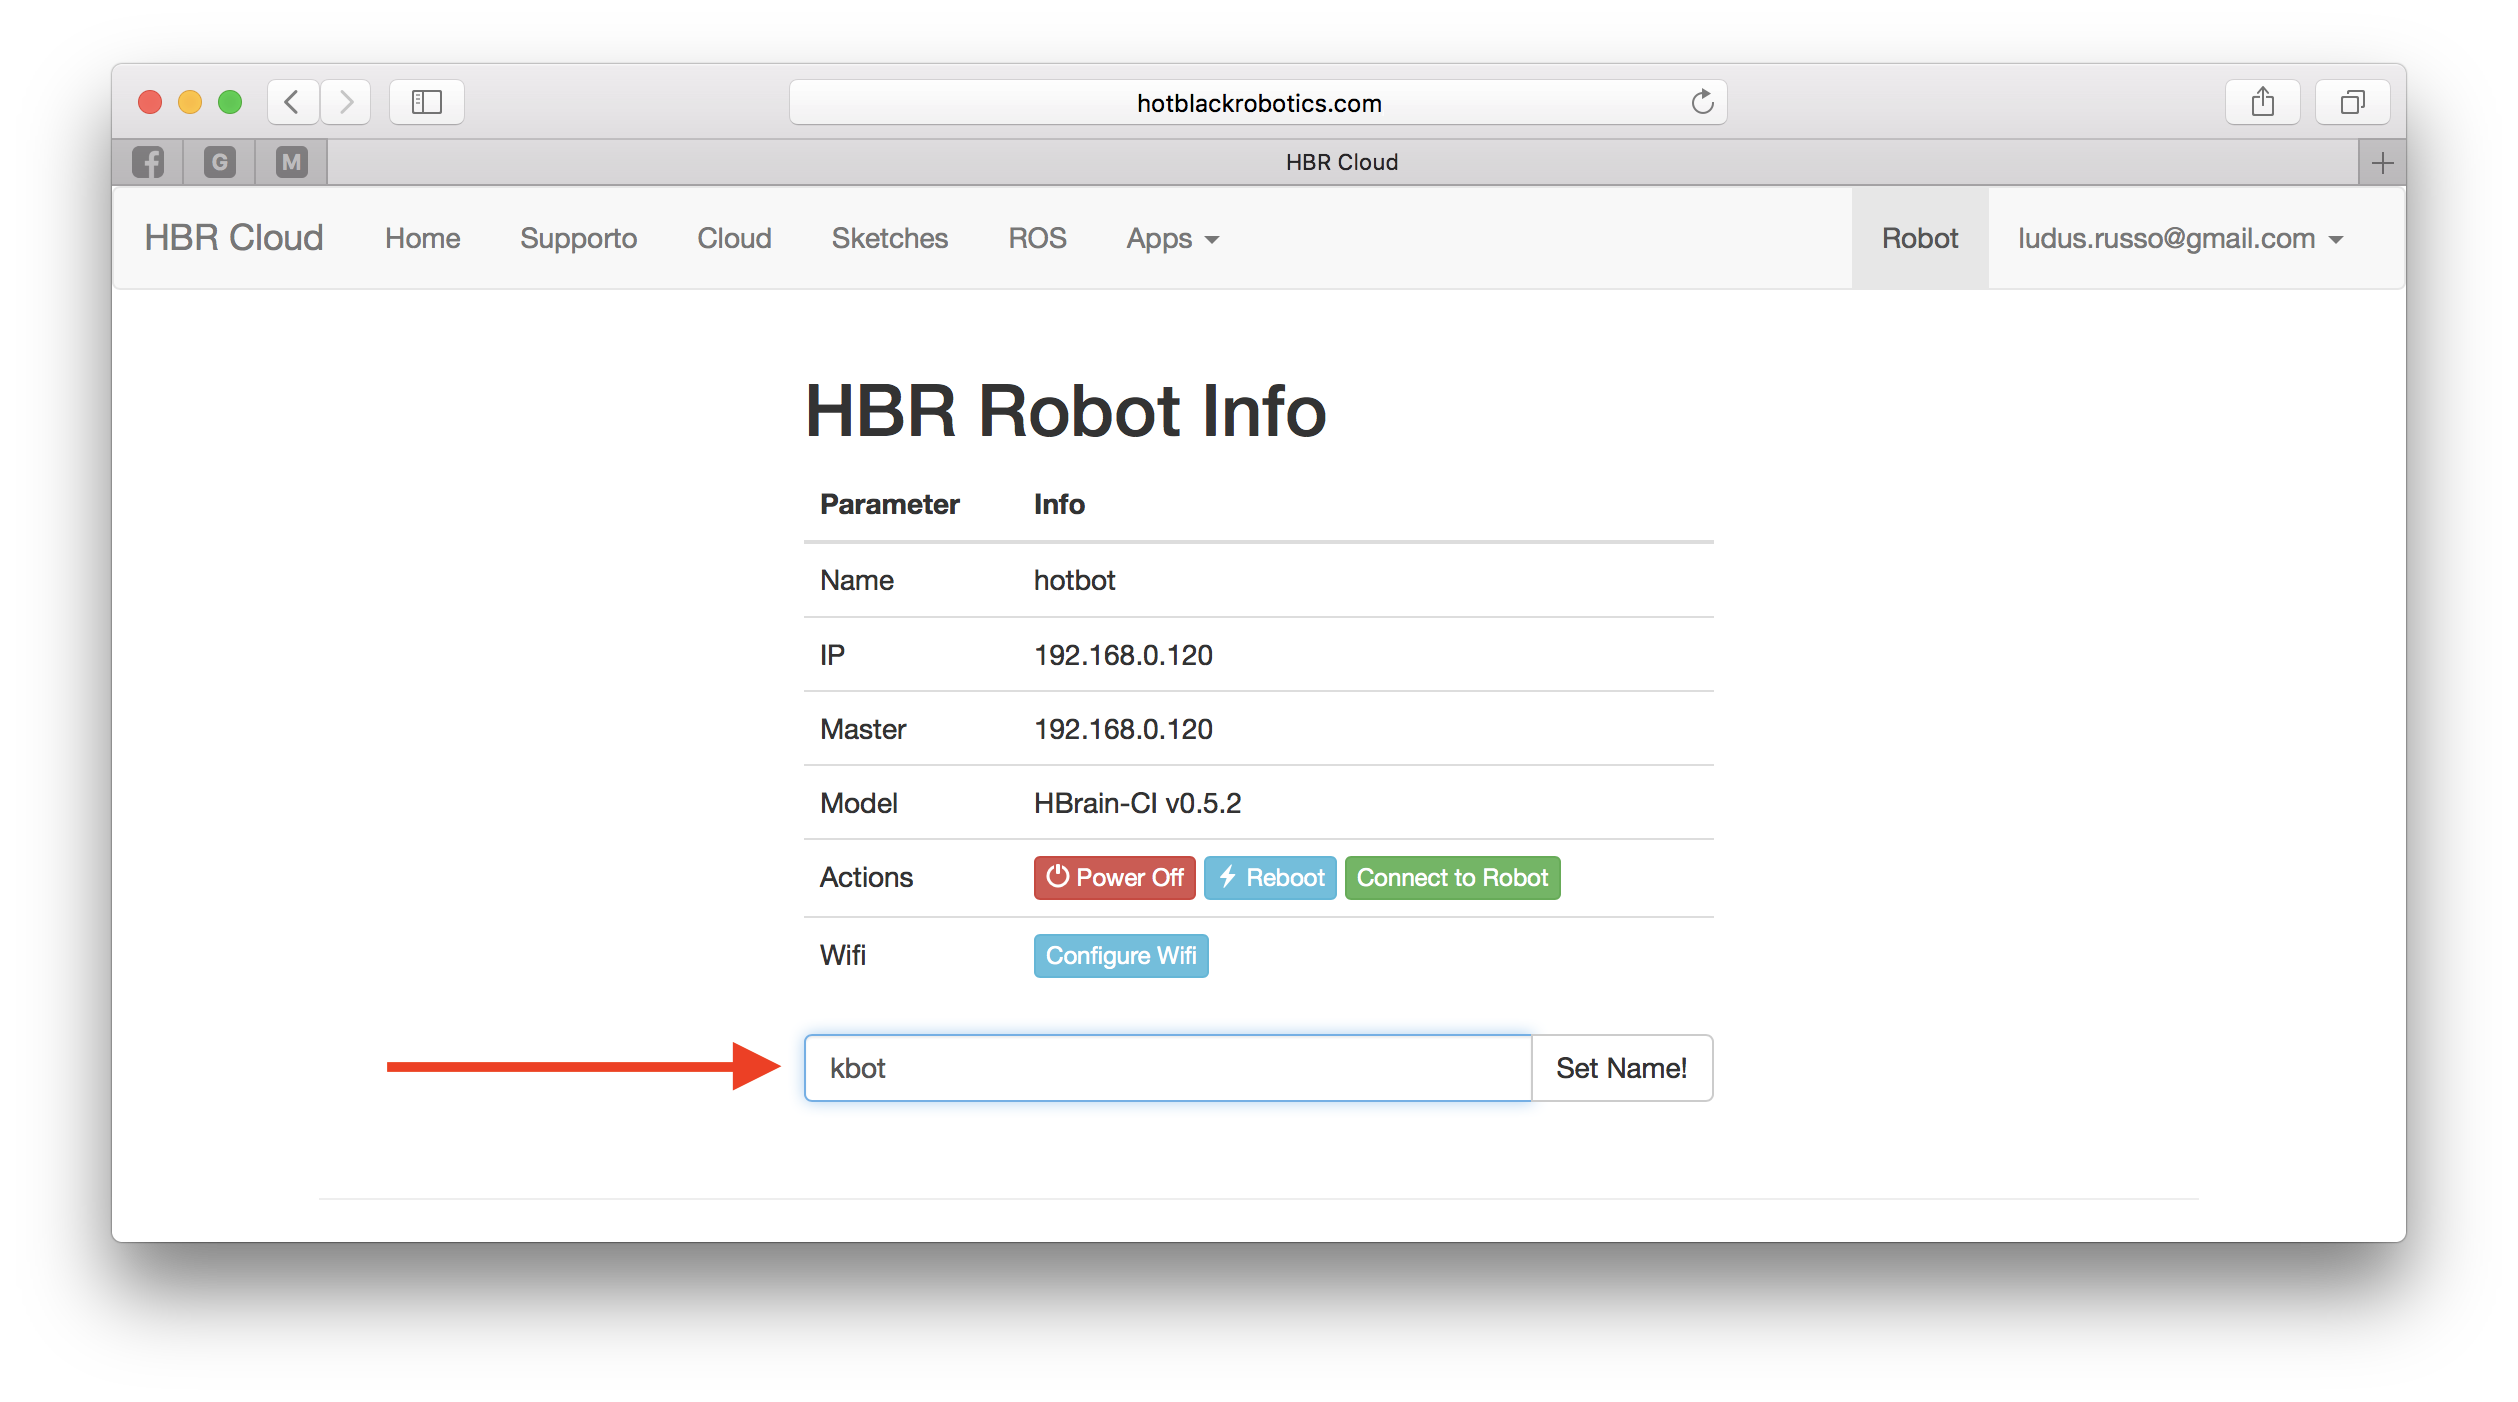 hotblackrobotics.com
G M HBR Cloud
HBR Cloud Home Supporto Cloud Sketches ROS Apps Robot ludus.russo@gmail.com
HBR Robot Info
Parameter Info
Name hotbot
IP 192.168.0.120
Master 192.168.0.120
Model HBrain-CI v0.5.2
Actions Power Off Reboot Connect to Robot
Wifi Configure Wifi
kbot Set Name!